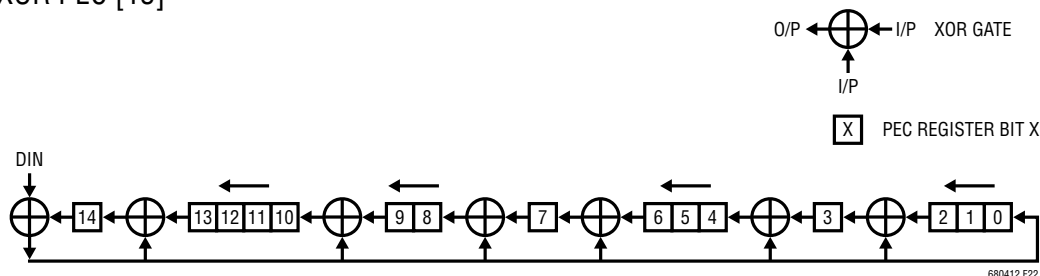 XOR PEC [13]
O/P I/P XOR GATE
I/P
X PEC REGISTER BIT X
DIN
14 13 12 11 10 9 8 7 6 5 4 3 2 1 0
680412 F22